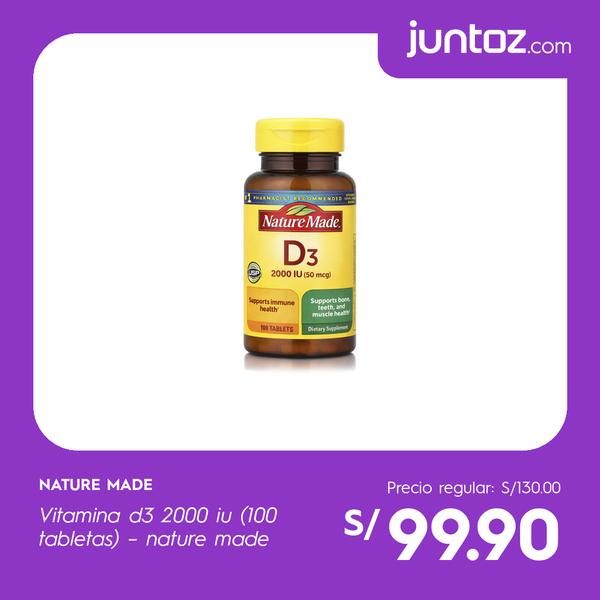 juntoz.com
#1 PHARMACIST RECOMMENDED
Nature Made
D3
2000 IU (50 mcg)
USP
Supports immune
health†
100 TABLETS
Supports bone,
teeth, and
muscle health†
Dietary Supplement
NATURE MADE
Vitamina d3 2000 iu (100
tabletas) - nature made
Precio regular: S/130.00
S/99.90